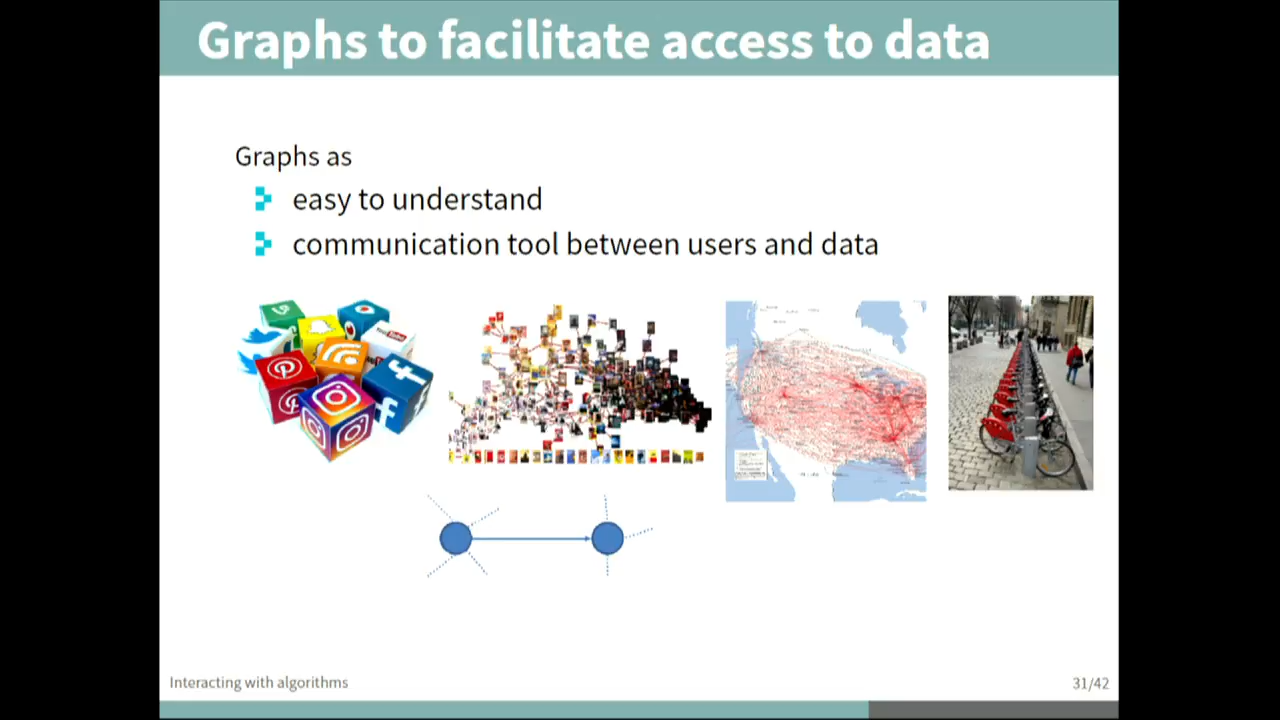 Graphs to facilitate access to data
Graphs as
easy to understand
communication tool between users and data
Interacting with algorithms
31/42